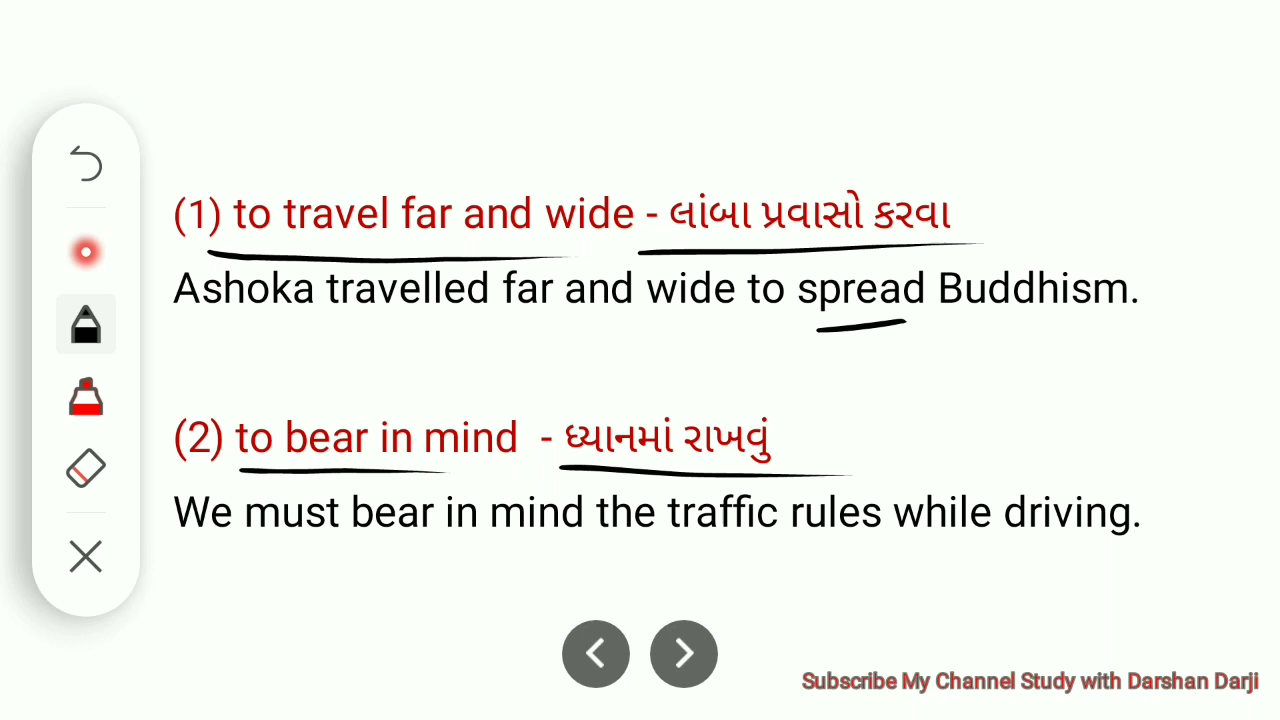 (1) to travel far and wide - લાંબા પ્રવાસો કરવા
Ashoka travelled far and wide to spread Buddhism.
(2) to bear in mind - ધ્યાનમાં રાખવું
We must bear in mind the traffic rules while driving.
Subscribe My Channel Study with Darshan Darji